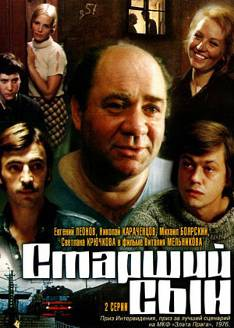 Евгений Леонов, Николай Караченцов, Михаил Боярский,
Светлана Крючкова в фильме Виталия Мельникова
Старший
2 серии
сын
Приз Интервидения, приз за лучший сценарий
на МКФ «Злата Прага», 1976.